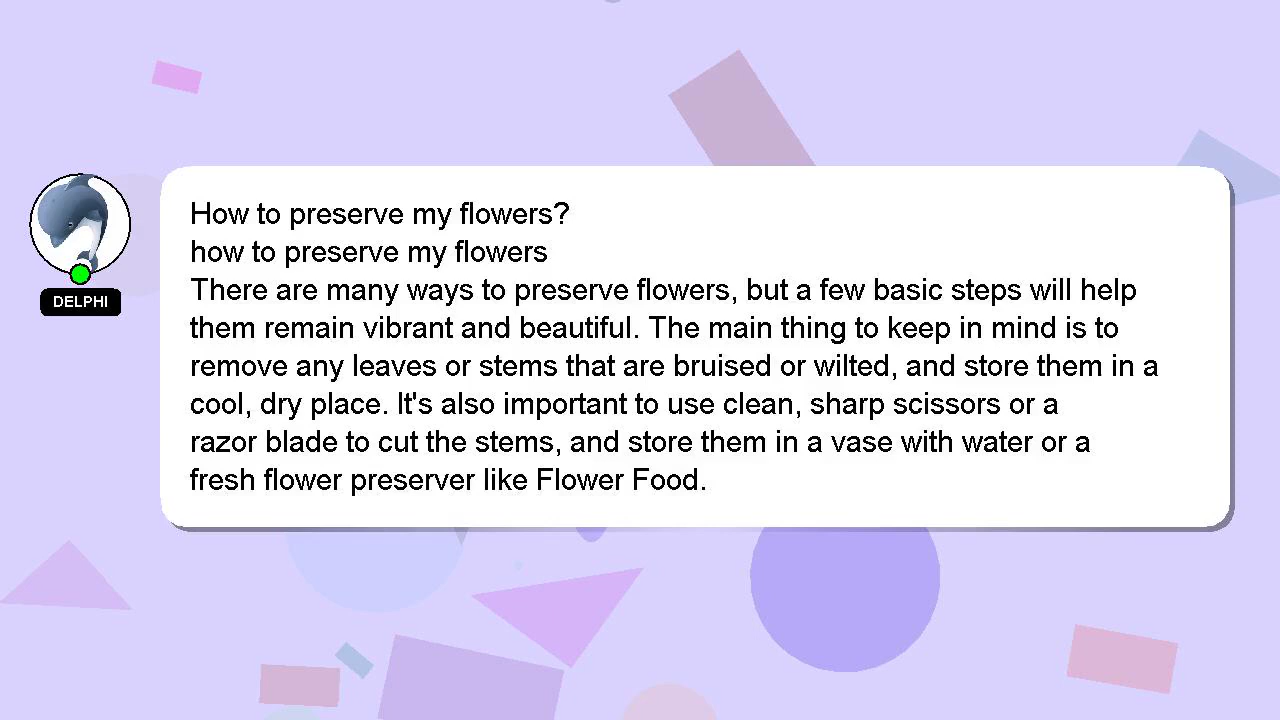 How to preserve my flowers?
how to preserve my flowers
There are many ways to preserve flowers, but a few basic steps will help
them remain vibrant and beautiful. The main thing to keep in mind is to
remove any leaves or stems that are bruised or wilted, and store them in a
cool, dry place. It's also important to use clean, sharp scissors or a
razor blade to cut the stems, and store them in a vase with water or a
fresh flower preserver like Flower Food.
DELPHI